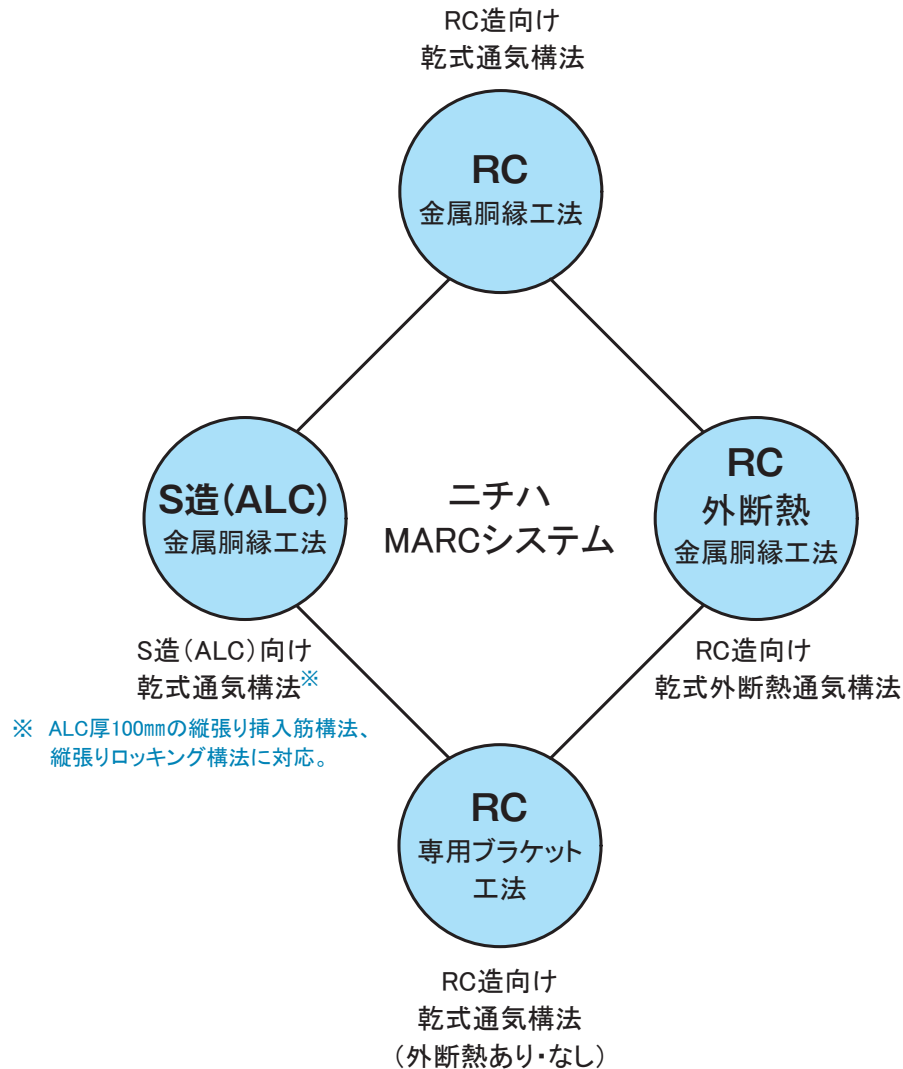 RC造向け
乾式通気構法
RC
金属胴縁工法
S造(ALC)
金属胴縁工法
ニチハ
MARCシステム
RC
外断熱
金属胴縁工法
S造(ALC)向け
乾式通気構法※
※ ALC厚100㎜の縦張り挿入筋構法、
縦張りロッキング構法に対応。
RC造向け
乾式外断熱通気構法
RC
専用ブラケット
工法
RC造向け
乾式通気構法
(外断熱あり・なし)